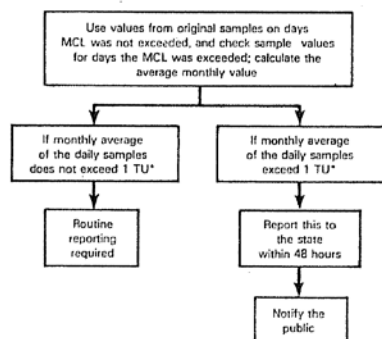 Use values from original samples on days
MCL was not exceeded, and check sample values
for days the MCL was exceeded; calculate the
average monthly value
If monthly average
of the daily samples
does not exceed 1 TU*
If monthly average
of the daily samples
exceed 1 TU*
Routine
reporting
required
Report this to
the state
within 48 hours
Notify the
public